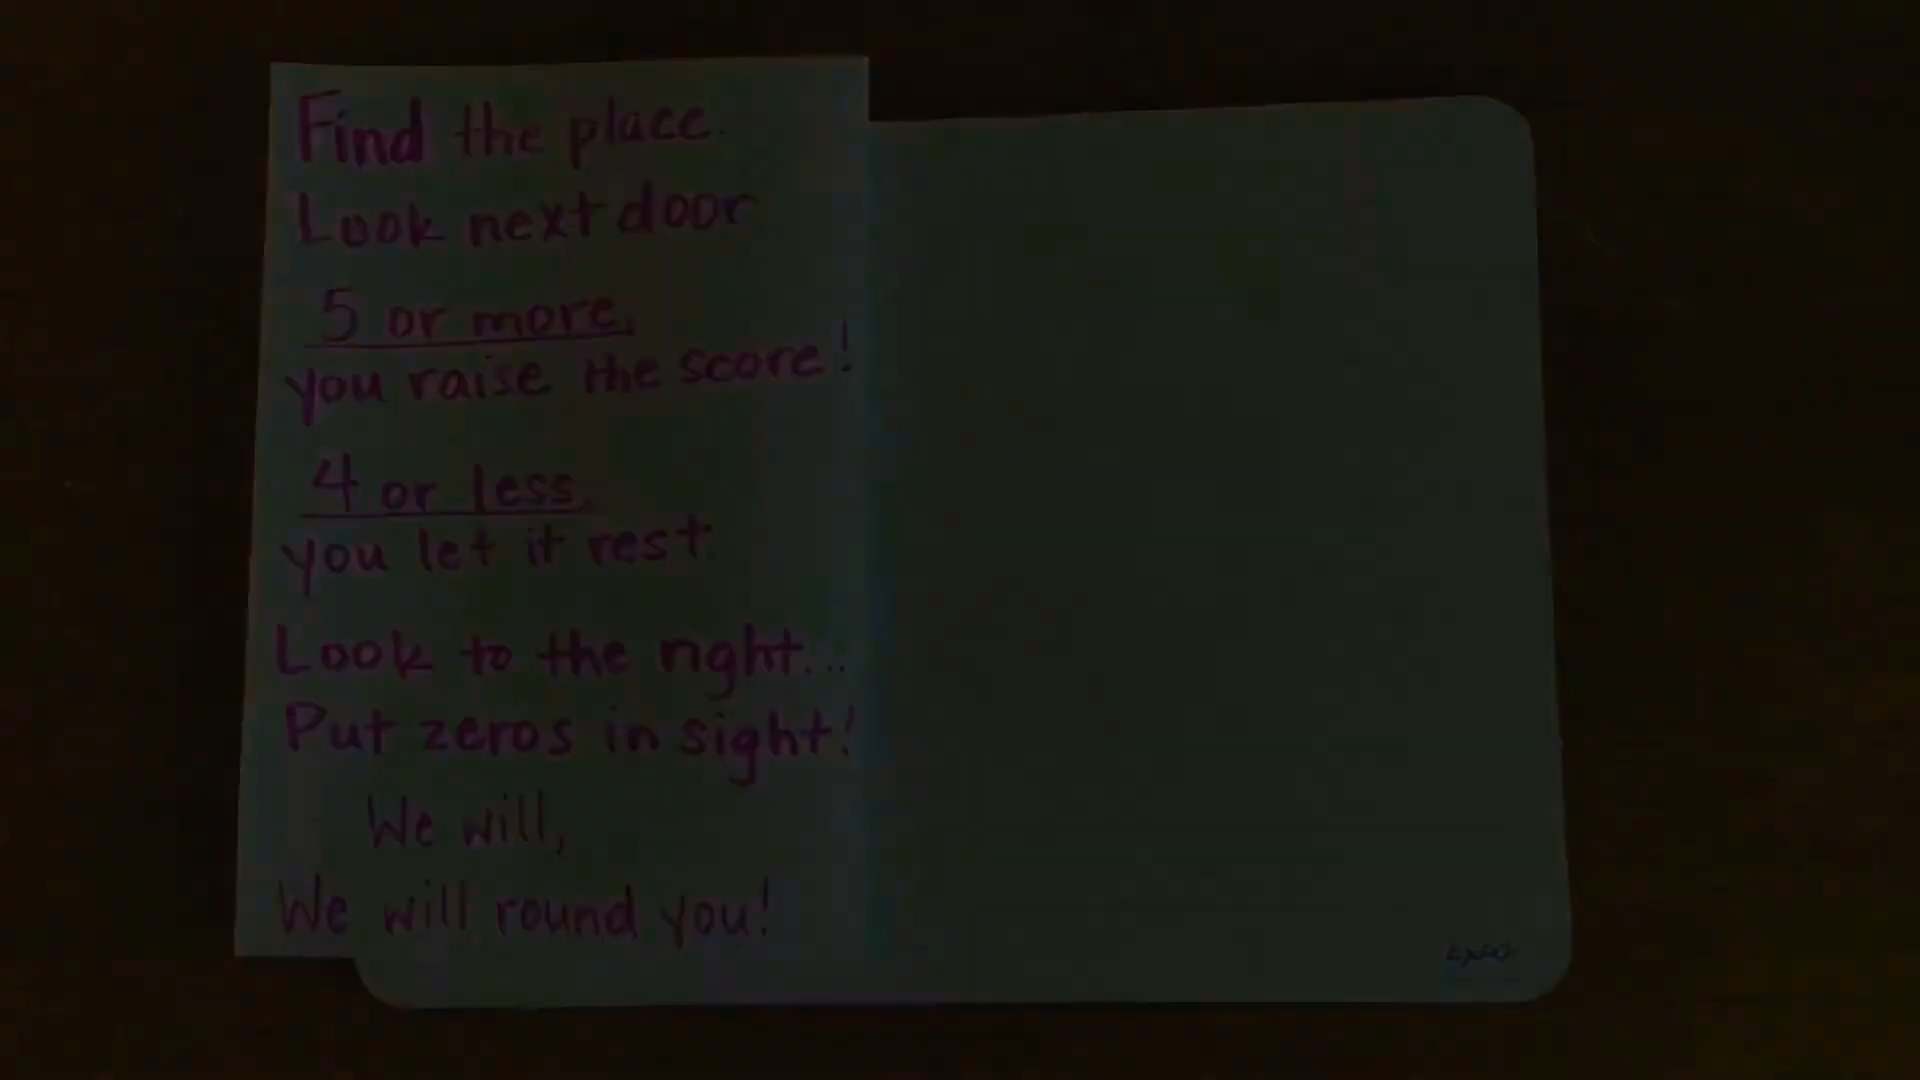 Find the place
Look next door
5 or more,
you raise the score!
4 or less,
you let it rest
Look to the right...
Put zeros in sight!
We will,
We will round you!
EXPO